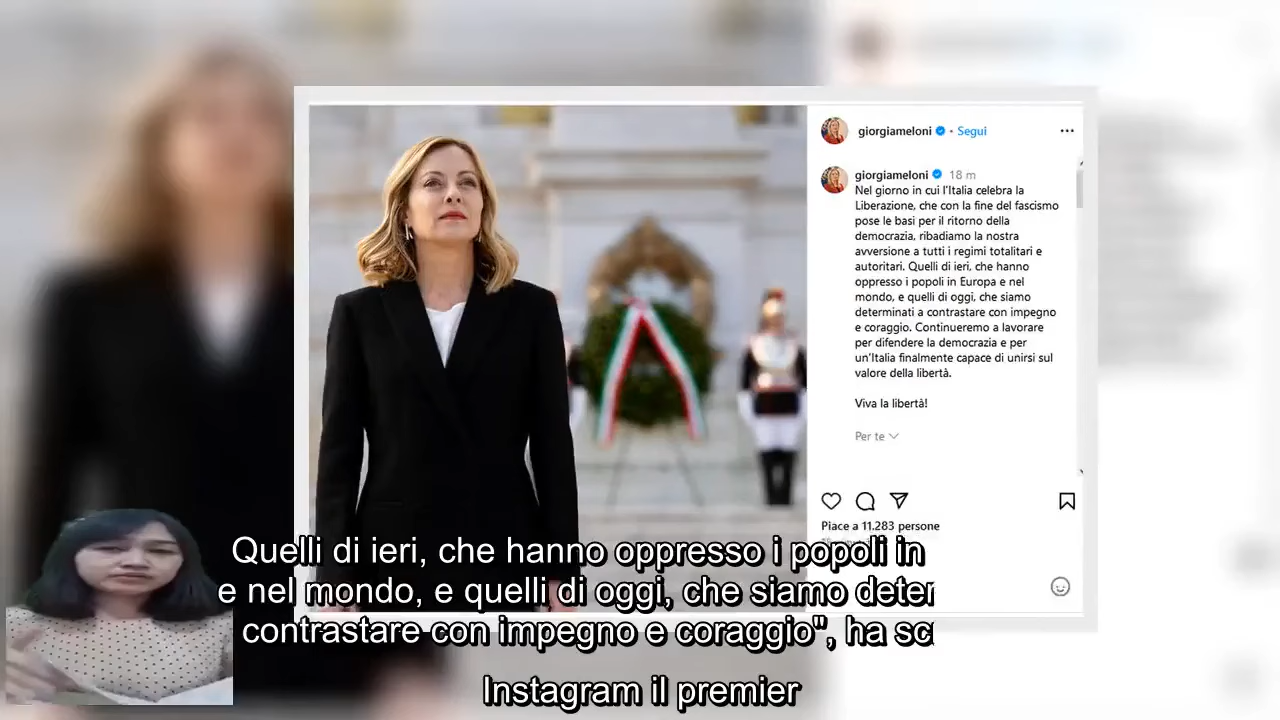 giorgiameloni • Segui
giorgiameloni 18 m
Nel giorno in cui l'Italia celebra la
Liberazione, che con la fine del fascismo
pose le basi per il ritorno della
democrazia, ribadiamo la nostra
avversione a tutti i regimi totalitari e
autoritari. Quelli di ieri, che hanno
oppresso i popoli in Europa e nel
mondo, e quelli di oggi, che siamo
determinati a contrastare con impegno
e coraggio. Continueremo a lavorare
per difendere la democrazia e per
un'Italia finalmente capace di unirsi sul
valore della libertà.
Viva la libertà!
Per te
Piace a 11.283 persone
Quelli di ieri, che hanno oppresso i popoli in
e nel mondo, e quelli di oggi, che siamo deter
contrastare con impegno e coraggio", ha sc
Instagram il premier